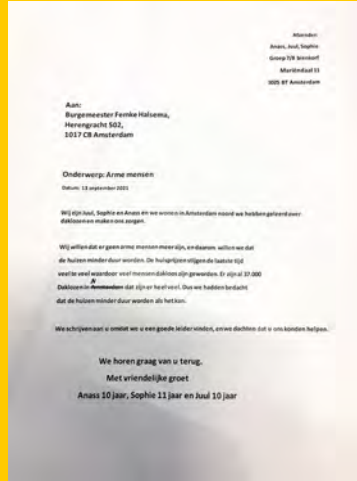 Afzender:
Anass, Juul, Sophie
Groep 7/8 bienkorf
Mariëndaal 11
1025 BT Amsterdam
Aan:
Burgemeester Femke Halsema,
Herengracht 502,
1017 CB Amsterdam
Onderwerp: Arme mensen
Datum: 13 september 2021
Wij zijn Juul, Sophie en Anass en we wonen in Amsterdam noord we hebben geleerd over
daklozen en maken ons zorgen.
Wij willen dat er geen arme mensen meer zijn, en daarom willen we dat
de huizen minder duur worden. De huisprijzen stijgen de laatste tijd
veel te veel waardoor veel mensen dakloos zijn geworden. Er zijn al 37.000
Daklozen in Amsterdam dat zijn er heel veel. Dus we hadden bedacht
dat de huizen minder duur worden als het kan.
We schrijven aan u omdat we u een goede leider vinden, en we dachten dat u ons konden helpen.
We horen graag van u terug.
Met vriendelijke groet
Anass 10 jaar, Sophie 11 jaar en Juul 10 jaar